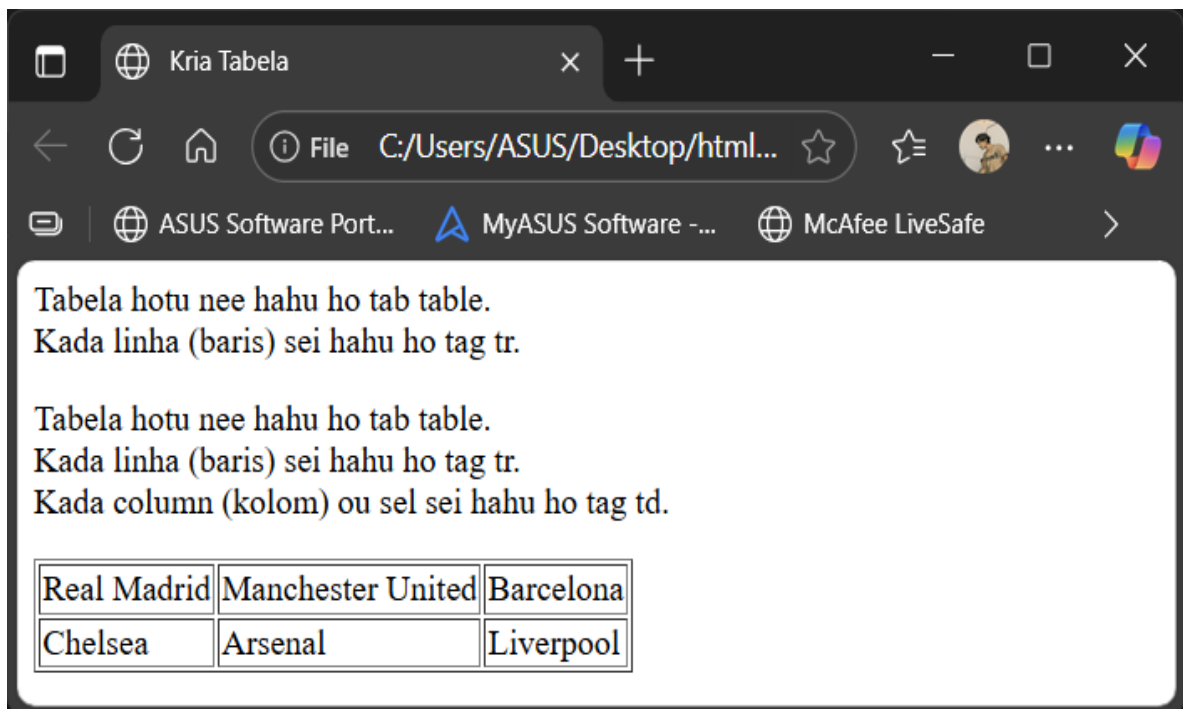 Kria Tabela
File C:/Users/ASUS/Desktop/html...
ASUS Software Port... MyASUS Software -... McAfee LiveSafe
Tabela hotu nee hahu ho tab table.
Kada linha (baris) sei hahu ho tag tr.
Tabela hotu nee hahu ho tab table.
Kada linha (baris) sei hahu ho tag tr.
Kada column (kolom) ou sel sei hahu ho tag td.
Real Madrid Manchester United Barcelona
Chelsea Arsenal Liverpool